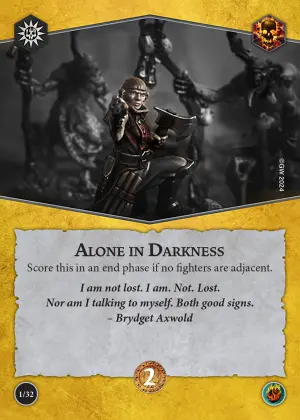 ©GW 2024
ALONE IN DARKNESS
Score this in an end phase if no fighters are adjacent.
I am not lost. I am. Not. Lost.
Nor am I talking to myself. Both good signs.
– Brydget Axwold
1/32
2